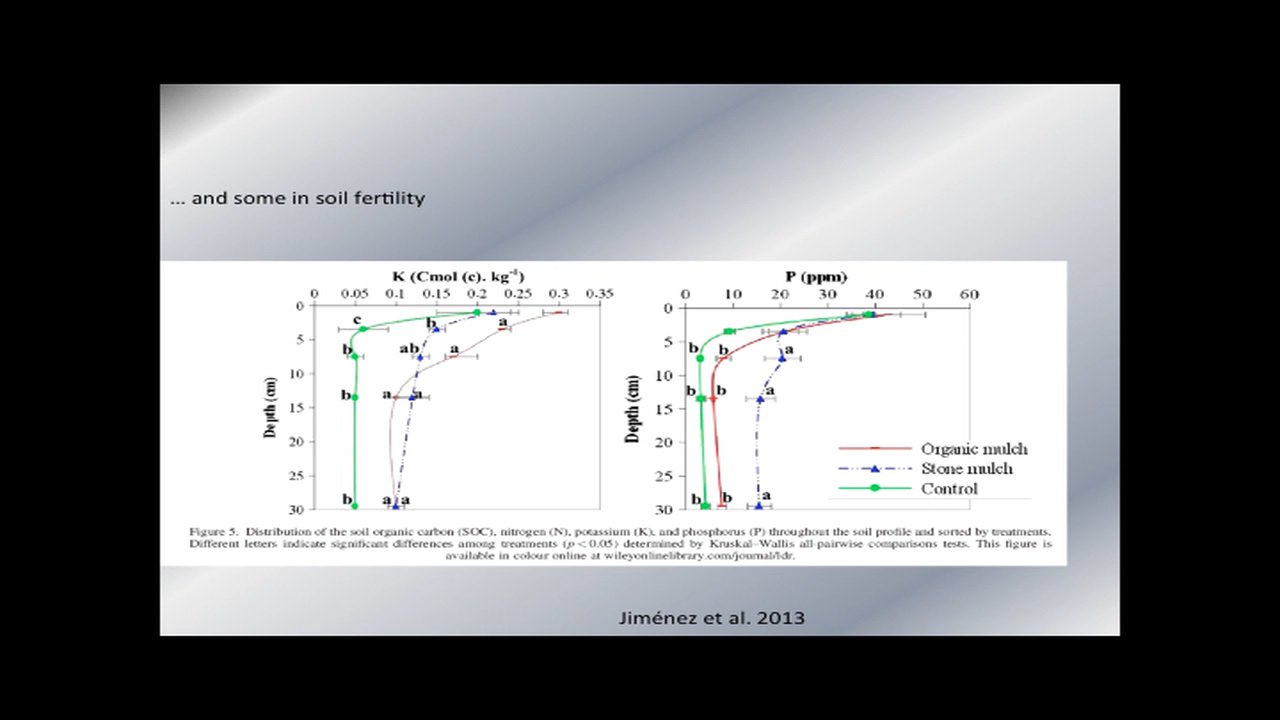 ... and some in soil fertility
K (Cmol (c). kg⁻¹)
0 0.05 0.1 0.15 0.2 0.25 0.3 0.35
0
5
10
15
20
25
30
Depth (cm)
c b a
b ab a
b a a
b a a
P (ppm)
0 10 20 30 40 50 60
0
5
10
15
20
25
30
Depth (cm)
b b a
b b a
b b a
Organic mulch
Stone mulch
Control
Figure 5. Distribution of the soil organic carbon (SOC), nitrogen (N), potassium (K), and phosphorus (P) throughout the soil profile and sorted by treatments.
Different letters indicate significant differences among treatments (p < 0.05) determined by Kruskal–Wallis all-pairwise comparisons tests. This figure is
available in colour online at wileyonlinelibrary.com/journal/ldr.
Jiménez et al. 2013